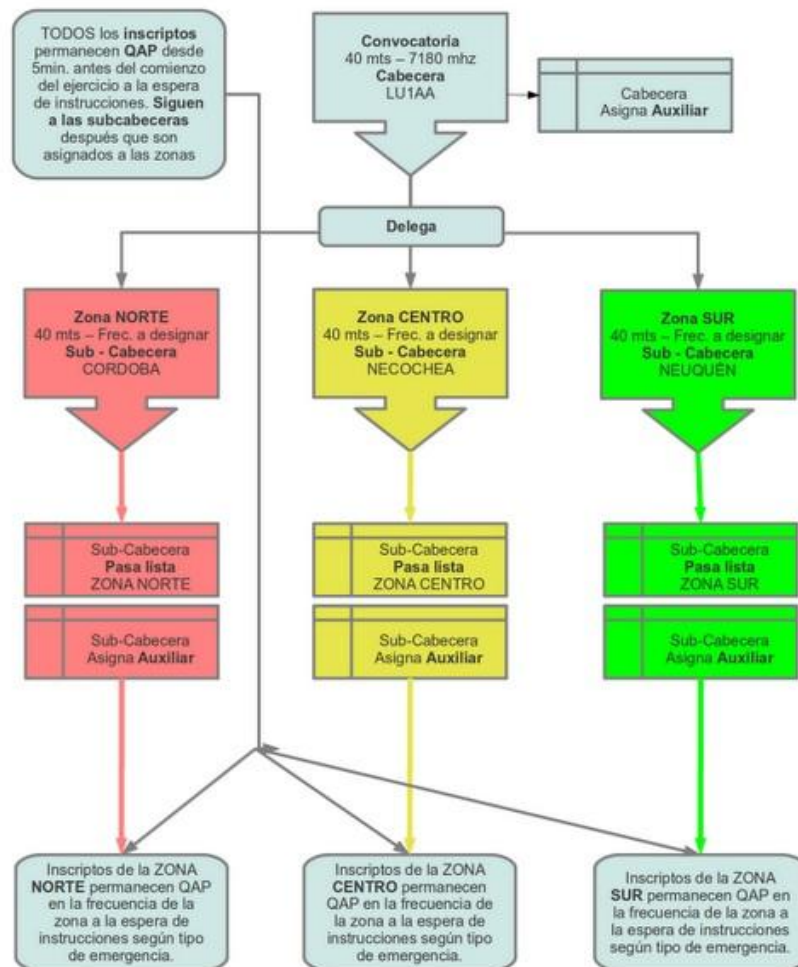 TODOS los inscriptos
permanecen QAP desde
5min. antes del comienzo
del ejercicio a la espera
de instrucciones. Siguen
a las subcabeceras
después que son
asignados a las zonas
Convocatoria
40 mts – 7180 mhz
Cabecera
LU1AA
Cabecera
Asigna Auxiliar
Delega
Zona NORTE
40 mts – Frec. a designar
Sub - Cabecera
CORDOBA
Zona CENTRO
40 mts – Frec. a designar
Sub - Cabecera
NECOCHEA
Zona SUR
40 mts – Frec. a designar
Sub - Cabecera
NEUQUÉN
Sub-Cabecera
Pasa lista
ZONA NORTE
Sub-Cabecera
Pasa lista
ZONA CENTRO
Sub-Cabecera
Pasa lista
ZONA SUR
Sub-Cabecera
Asigna Auxiliar
Sub-Cabecera
Asigna Auxiliar
Sub-Cabecera
Asigna Auxiliar
Inscriptos de la ZONA
NORTE permanecen QAP
en la frecuencia de la
zona a la espera de
instrucciones según tipo
de emergencia.
Inscriptos de la ZONA
CENTRO permanecen
QAP en la frecuencia de la
zona a la espera de
instrucciones según tipo
de emergencia.
Inscriptos de la ZONA
SUR permanecen QAP en
la frecuencia de la zona a
la espera de instrucciones
según tipo de emergencia.